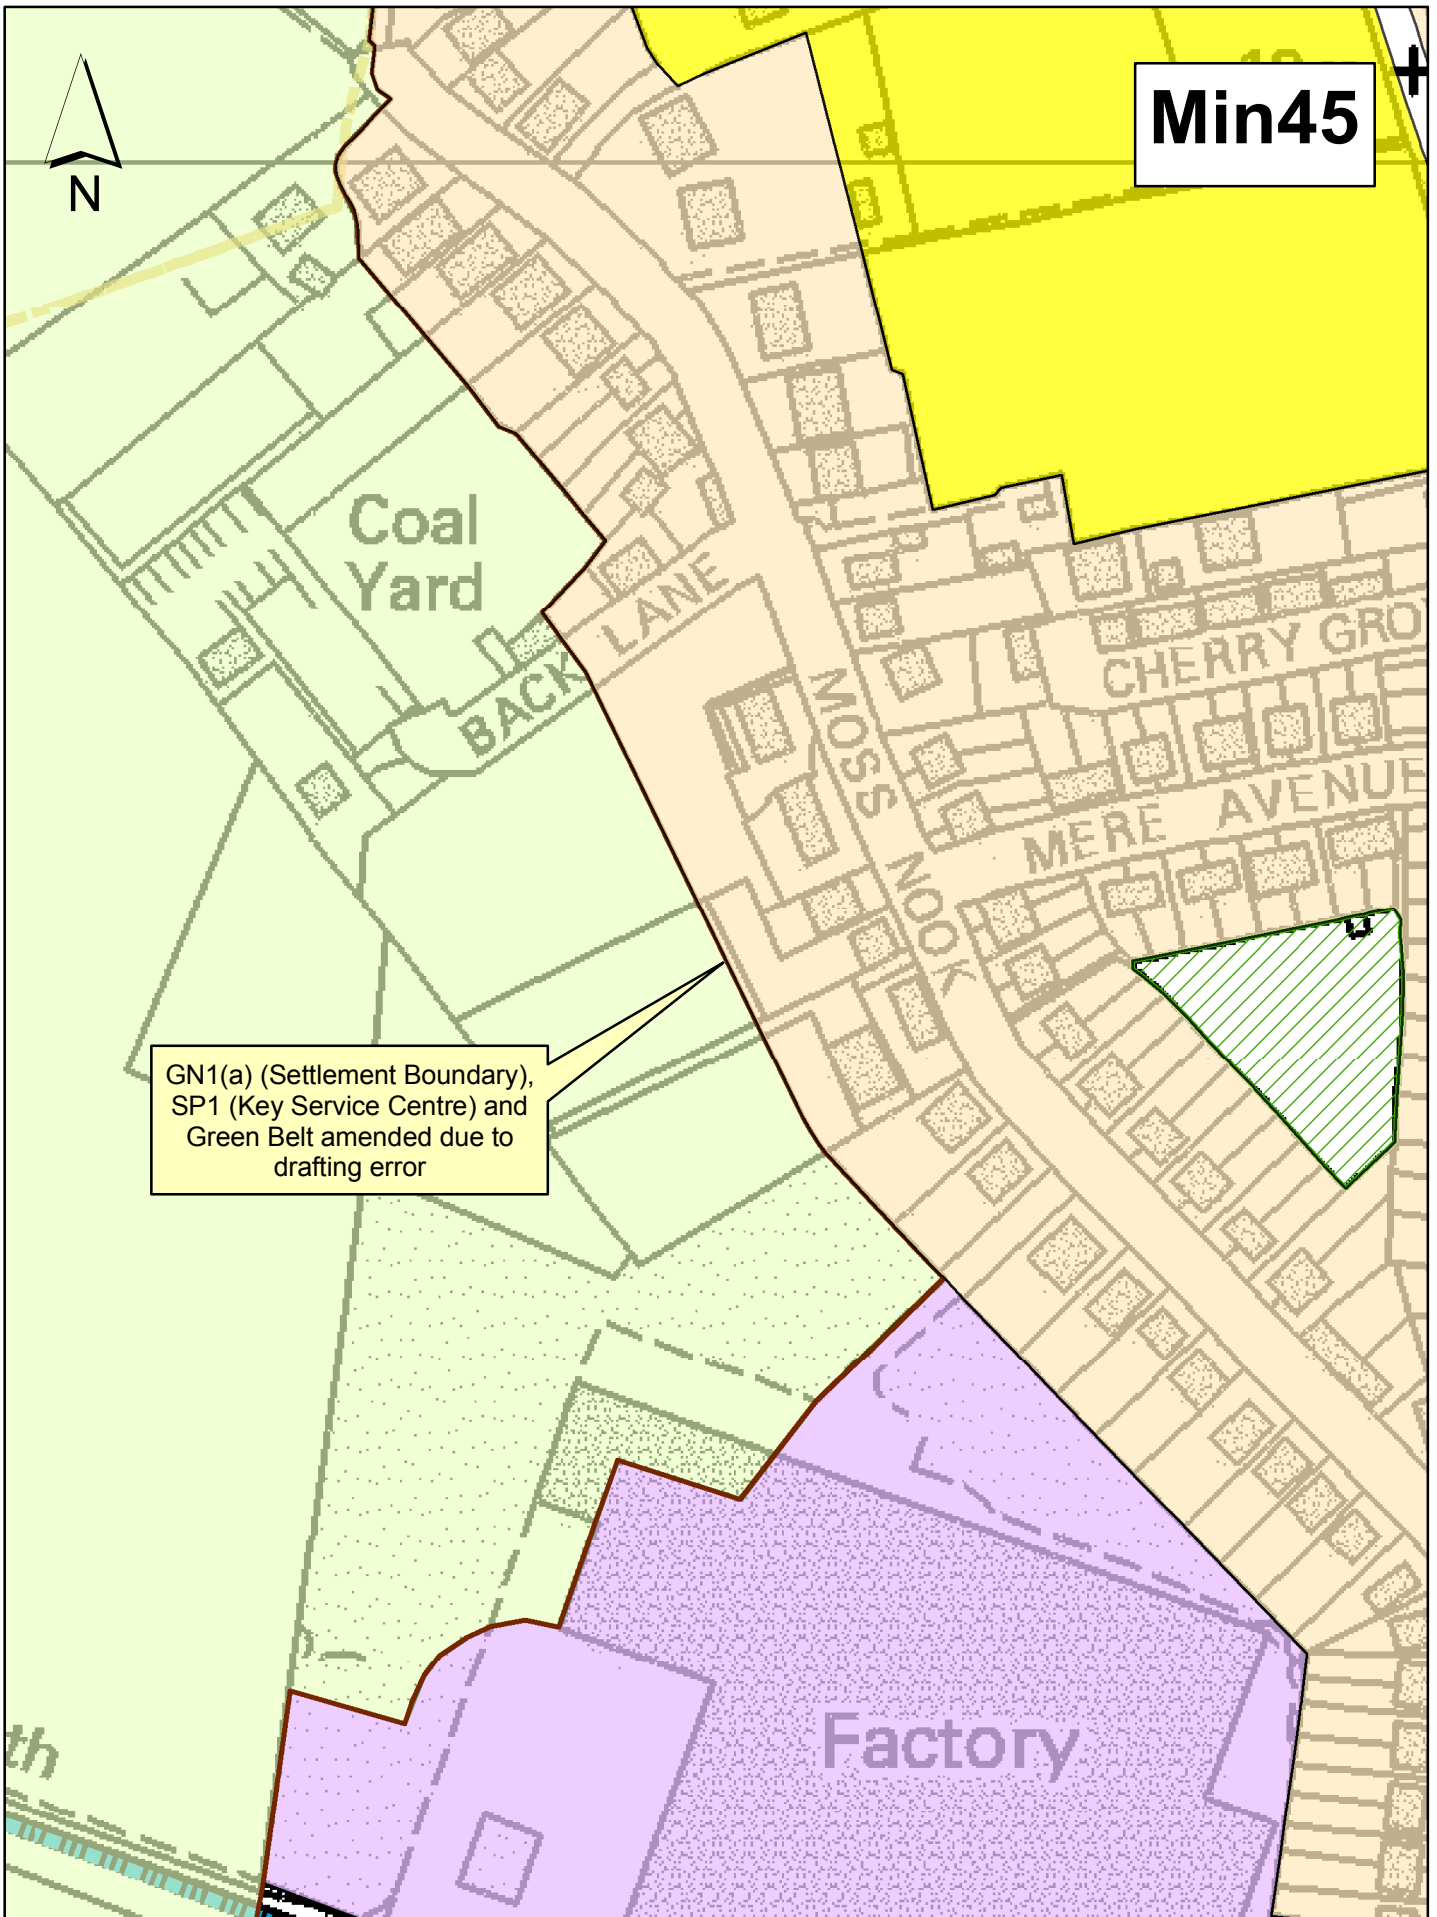 Min45
N
Coal
Yard
BACK LANE
CHERRY GRO
MOSS NOOK
MERE AVENUE
GN1(a) (Settlement Boundary),
SP1 (Key Service Centre) and
Green Belt amended due to
drafting error
Factory
th